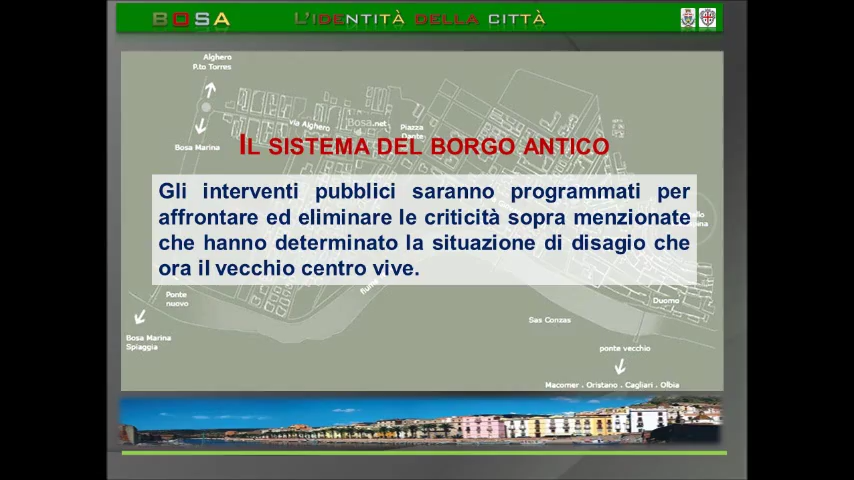 BOSA L'IDENTITÀ DELLA CITTÀ
Alghero
P.to Torres
via Alghero
Bosa.net
Piazza
Dante
Bosa Marina
IL SISTEMA DEL BORGO ANTICO
Gli interventi pubblici saranno programmati per
affrontare ed eliminare le criticità sopra menzionate
che hanno determinato la situazione di disagio che
ora il vecchio centro vive.
Ponte
nuovo
fiume
Duomo
Sas Conzas
Bosa Marina
Spiaggia
ponte vecchio
Macomer . Oristano . Cagliari . Olbia